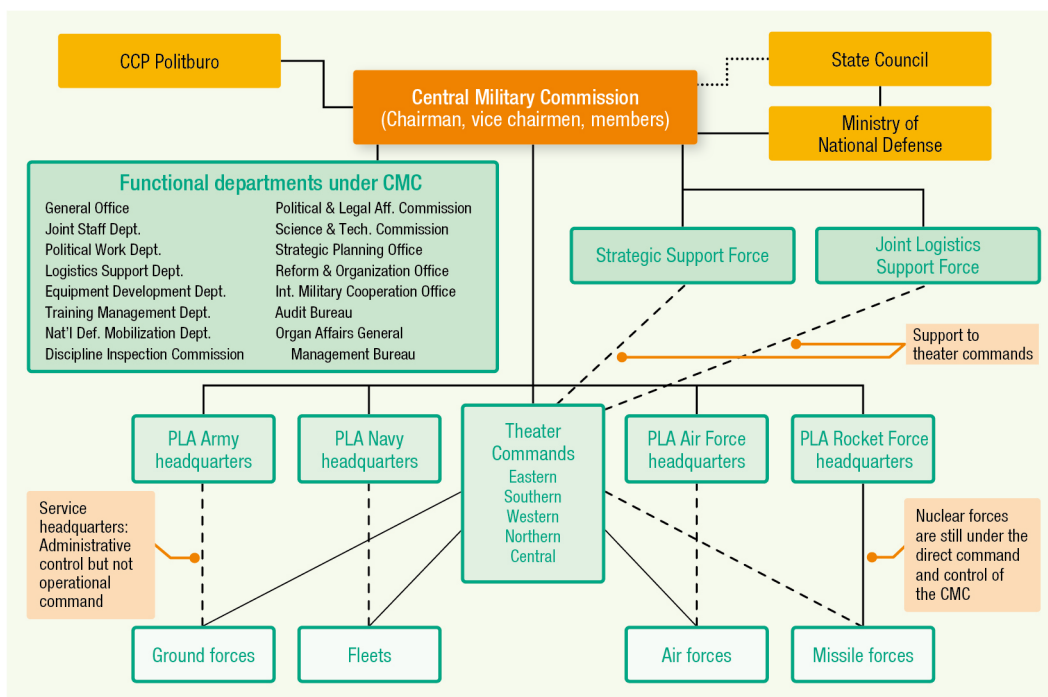 CCP Politburo
Central Military Commission
(Chairman, vice chairmen, members)
State Council
Ministry of
National Defense
Functional departments under CMC
General Office
Joint Staff Dept.
Political Work Dept.
Logistics Support Dept.
Equipment Development Dept.
Training Management Dept.
Nat'l Def. Mobilization Dept.
Discipline Inspection Commission
Political & Legal Aff. Commission
Science & Tech. Commission
Strategic Planning Office
Reform & Organization Office
Int. Military Cooperation Office
Audit Bureau
Organ Affairs General
Management Bureau
Strategic Support Force
Joint Logistics
Support Force
Support to
theater commands
PLA Army
headquarters
PLA Navy
headquarters
Theater
Commands
Eastern
Southern
Western
Northern
Central
PLA Air Force
headquarters
PLA Rocket Force
headquarters
Service
headquarters:
Administrative
control but not
operational
command
Nuclear forces
are still under the
direct command
and control of
the CMC
Ground forces
Fleets
Air forces
Missile forces